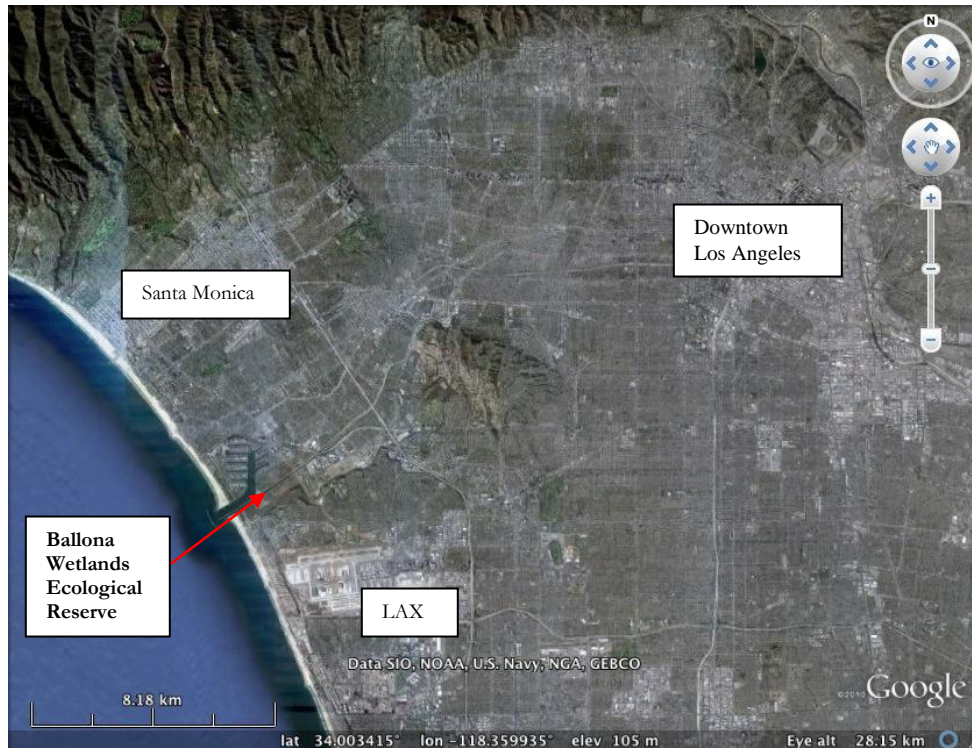 N
Downtown
Los Angeles
Santa Monica
Ballona
Wetlands
Ecological
Reserve
LAX
Data SIO, NOAA, U.S. Navy, NGA, GEBCO
8.18 km
©2010 Google
lat 34.003415° lon -118.359935° elev 105 m Eye alt 28.15 km